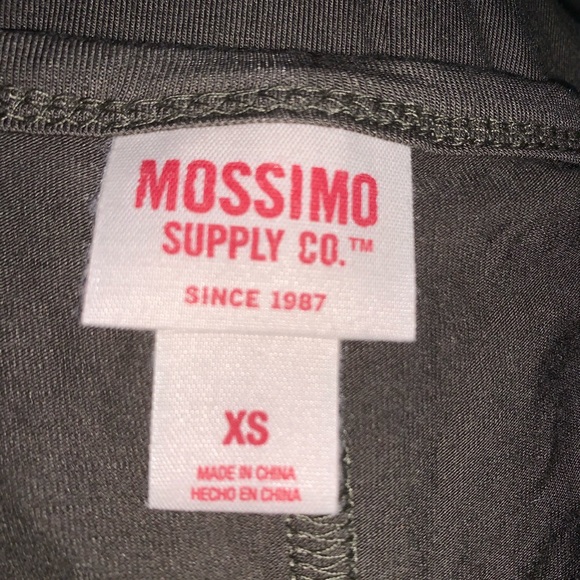 MOSSIMO
SUPPLY CO.™
SINCE 1987
XS
MADE IN CHINA
HECHO EN CHINA